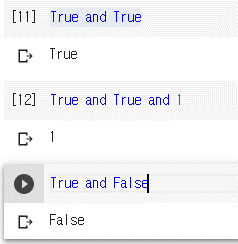 [11] True and True
True
[12] True and True and 1
1
True and False
False